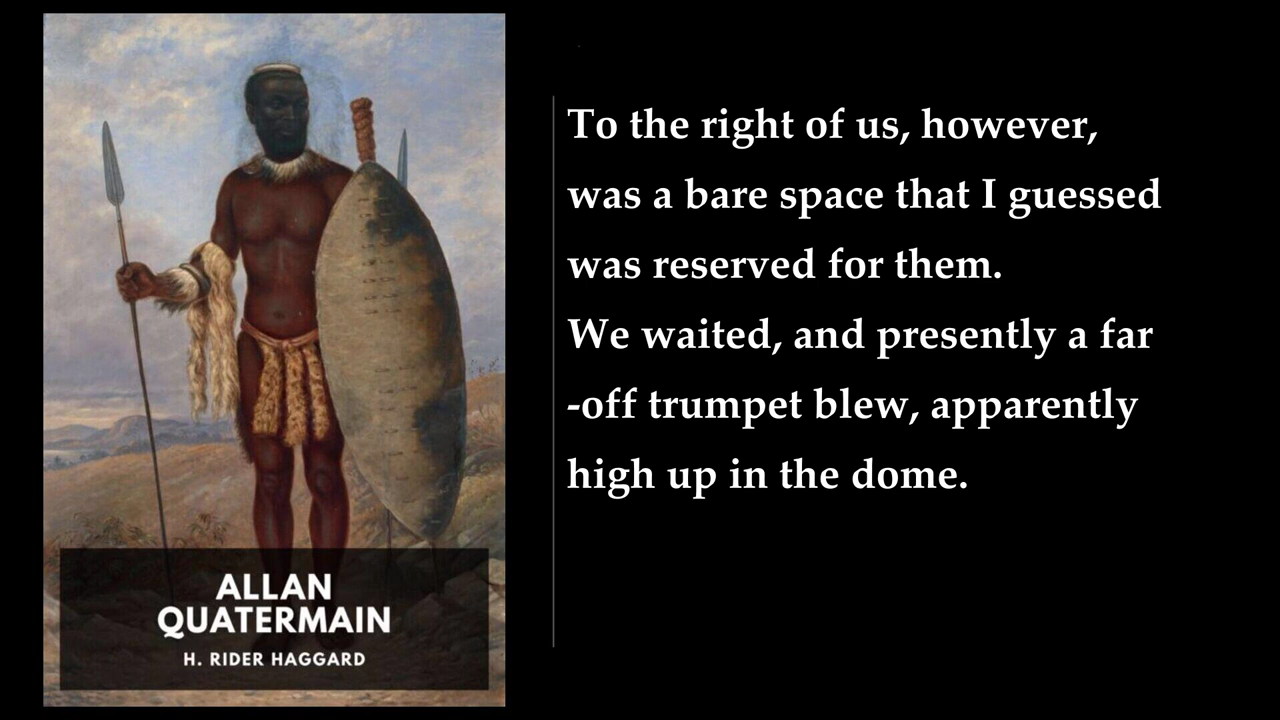 ALLAN
QUATERMAIN
H. RIDER HAGGARD
To the right of us, however,
was a bare space that I guessed
was reserved for them.
We waited, and presently a far
-off trumpet blew, apparently
high up in the dome.